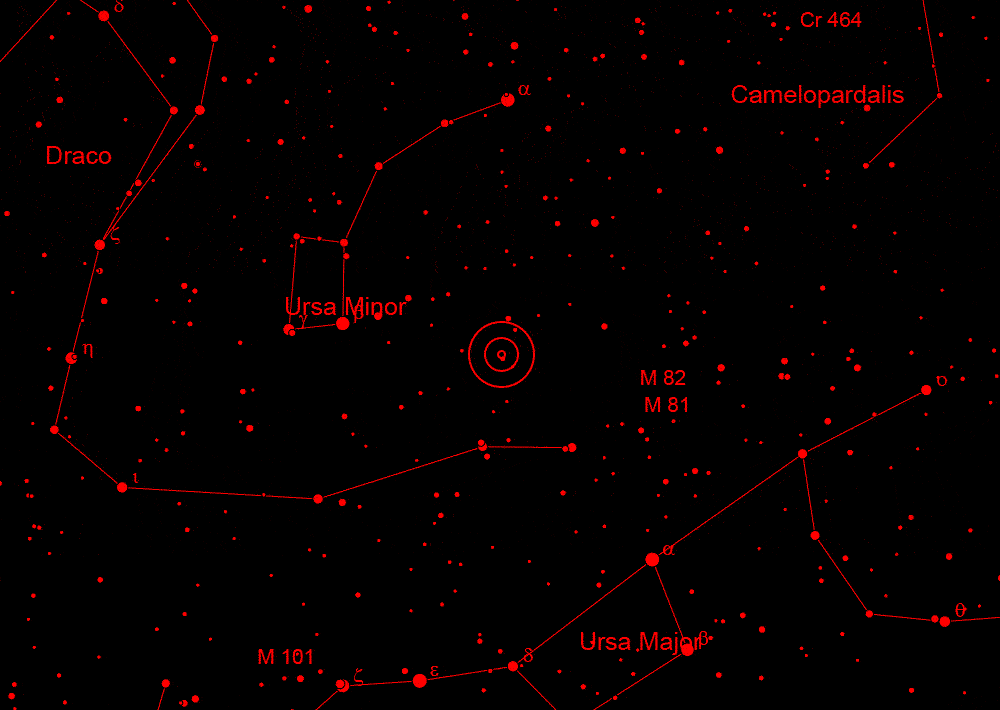 δ
Cr 464
α
Camelopardalis
Draco
ζ
Ursa Minor
β
γ
η
M 82
ο
M 81
ι
α
θ
Ursa Major
β
δ
M 101
ζ
ε